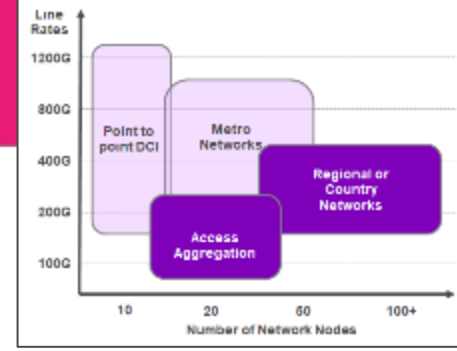 Line
Rates
1200G
800G
400G
200G
100G
Point to
point DCI
Metro
Networks
Regional or
Country
Networks
Access
Aggregation
10
20
60
100+
Number of Network Nodes